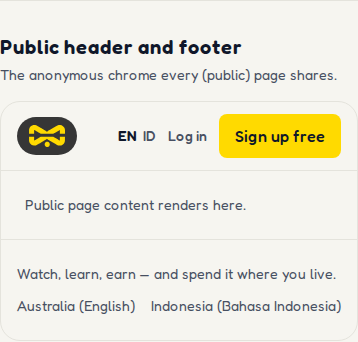 Public header and footer
The anonymous chrome every (public) page shares.
EN ID Log in Sign up free
Public page content renders here.
Watch, learn, earn — and spend it where you live.
Australia (English) Indonesia (Bahasa Indonesia)